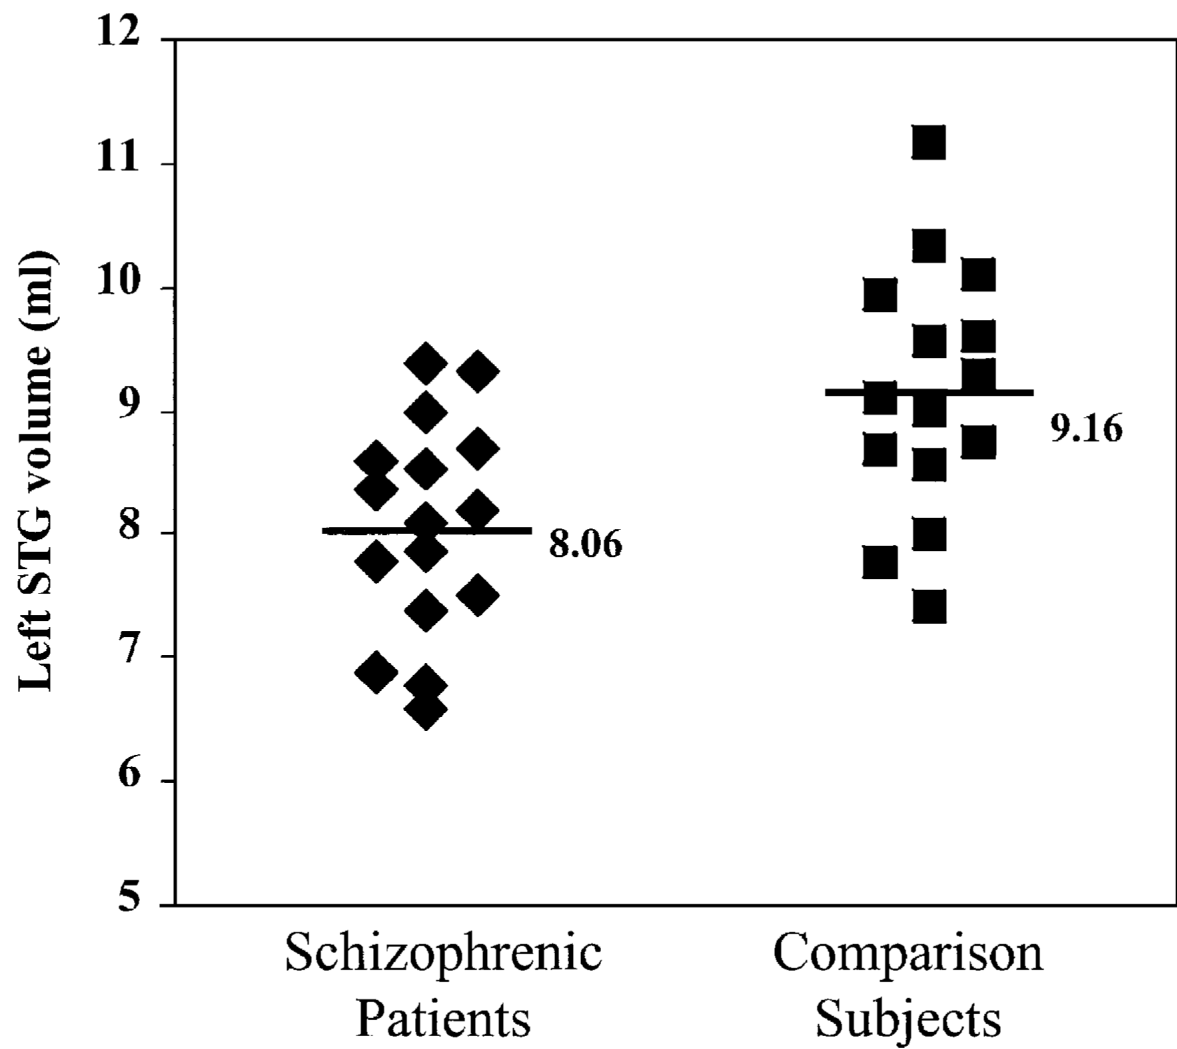 12
11
10
9
8
7
6
5
Left STG volume (ml)
8.06
9.16
Schizophrenic
Patients
Comparison
Subjects